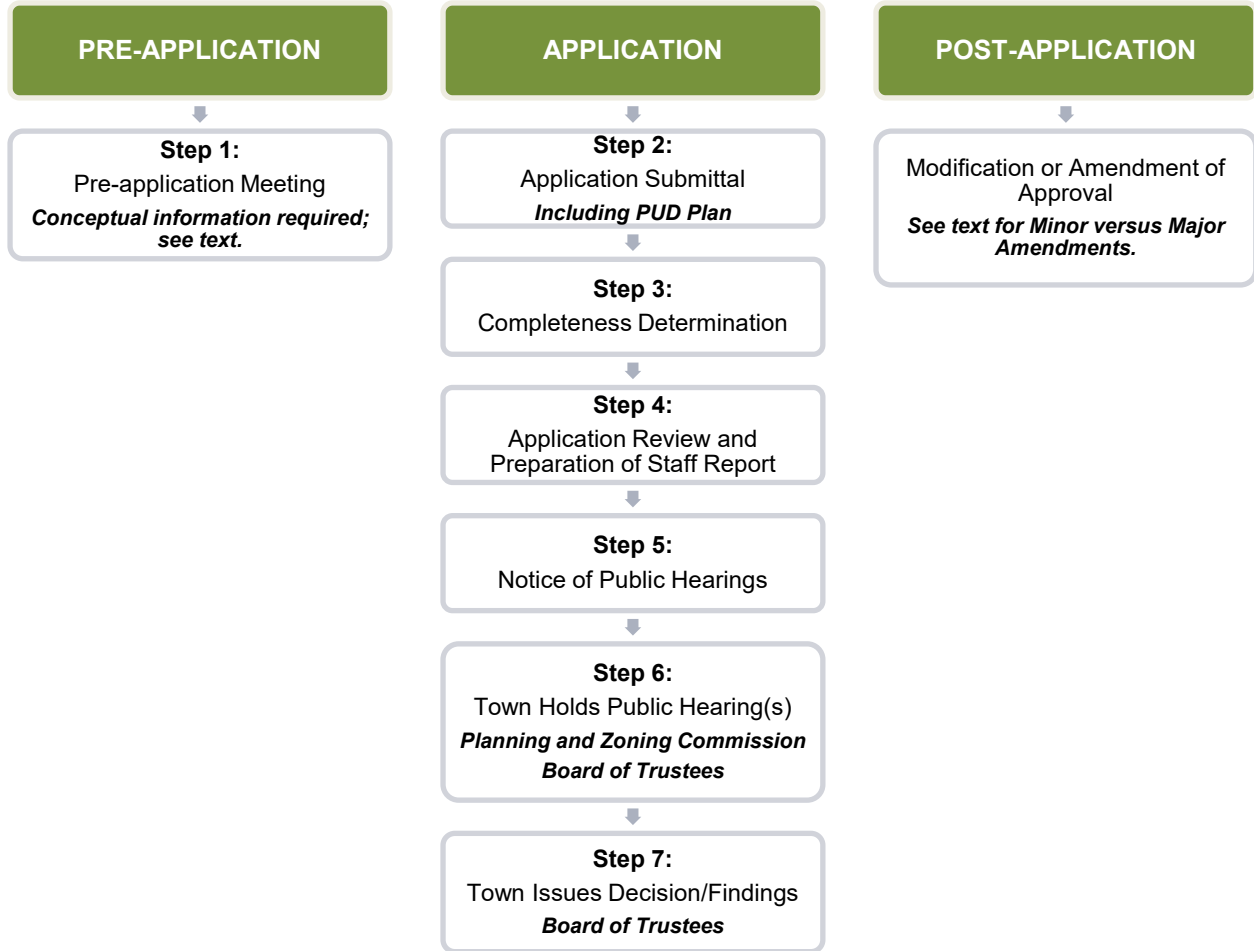 PRE-APPLICATION
Step 1:
Pre-application Meeting
Conceptual information required;
see text.
APPLICATION
Step 2:
Application Submittal
Including PUD Plan
Step 3:
Completeness Determination
Step 4:
Application Review and
Preparation of Staff Report
Step 5:
Notice of Public Hearings
Step 6:
Town Holds Public Hearing(s)
Planning and Zoning Commission
Board of Trustees
Step 7:
Town Issues Decision/Findings
Board of Trustees
POST-APPLICATION
Modification or Amendment of
Approval
See text for Minor versus Major
Amendments.